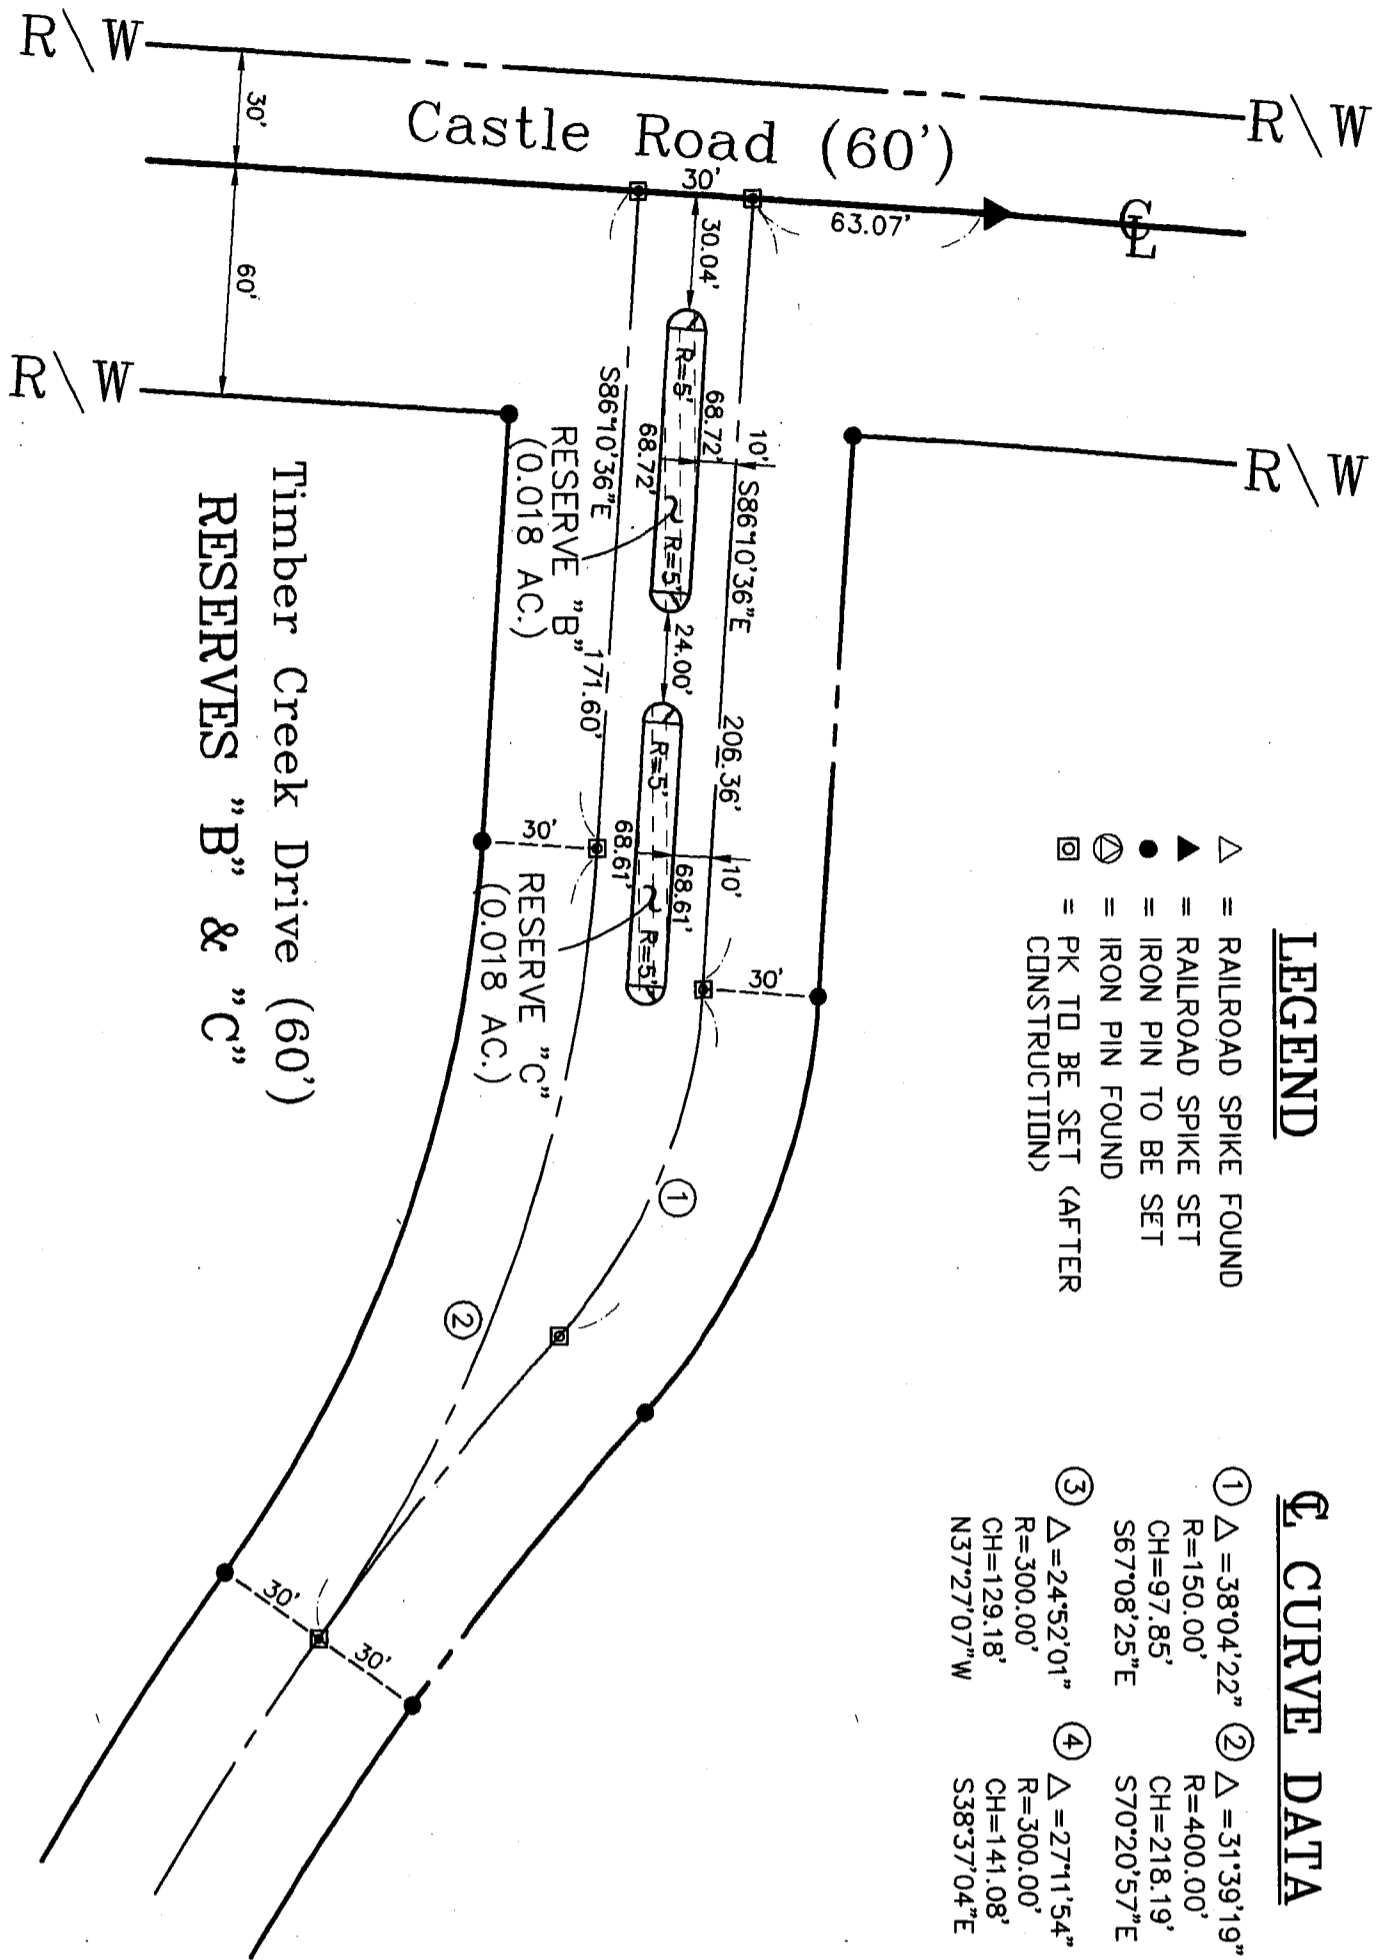 R\W
R\W
Castle Road (60')
30'
60'
R\W
R\W
30'
63.07'
℄
30.04'
R=5'
68.72'
10'
S86°10'36"E
68.72'
S86°10'36"E
R=5'
RESERVE "B"
(0.018 AC.)
24.00'
171.60'
206.36'
R=5'
68.61'
10'
68.61'
R=5'
30'
30'
RESERVE "C"
(0.018 AC.)
1
2
30'
30'
Timber Creek Drive (60')
RESERVES "B" & "C"
LEGEND
△ = RAILROAD SPIKE FOUND
▲ = RAILROAD SPIKE SET
● = IRON PIN TO BE SET
= IRON PIN FOUND
= PK TO BE SET (AFTER
CONSTRUCTION)
℄ CURVE DATA
① △=38°04'22"
R=150.00'
CH=97.85'
S67°08'25"E
② △=31°39'19"
R=400.00'
CH=218.19'
S70°20'57"E
③ △=24°52'01"
R=300.00'
CH=129.18'
N37°27'07"W
④ △=27°11'54"
R=300.00'
CH=141.08'
S38°37'04"E